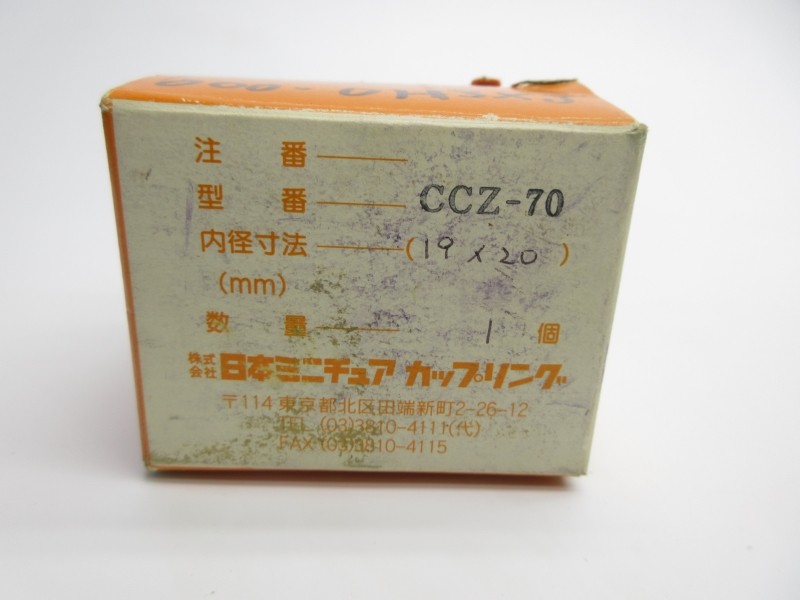 注 番
型 番 CCZ-70
内径寸法 (19×20)
(mm)
数 量 1 個
株式会社 日本ミニチュア カップリング
〒114 東京都北区田端新町2-26-12
TEL (03)3810-4111(代)
FAX (03)3810-4115